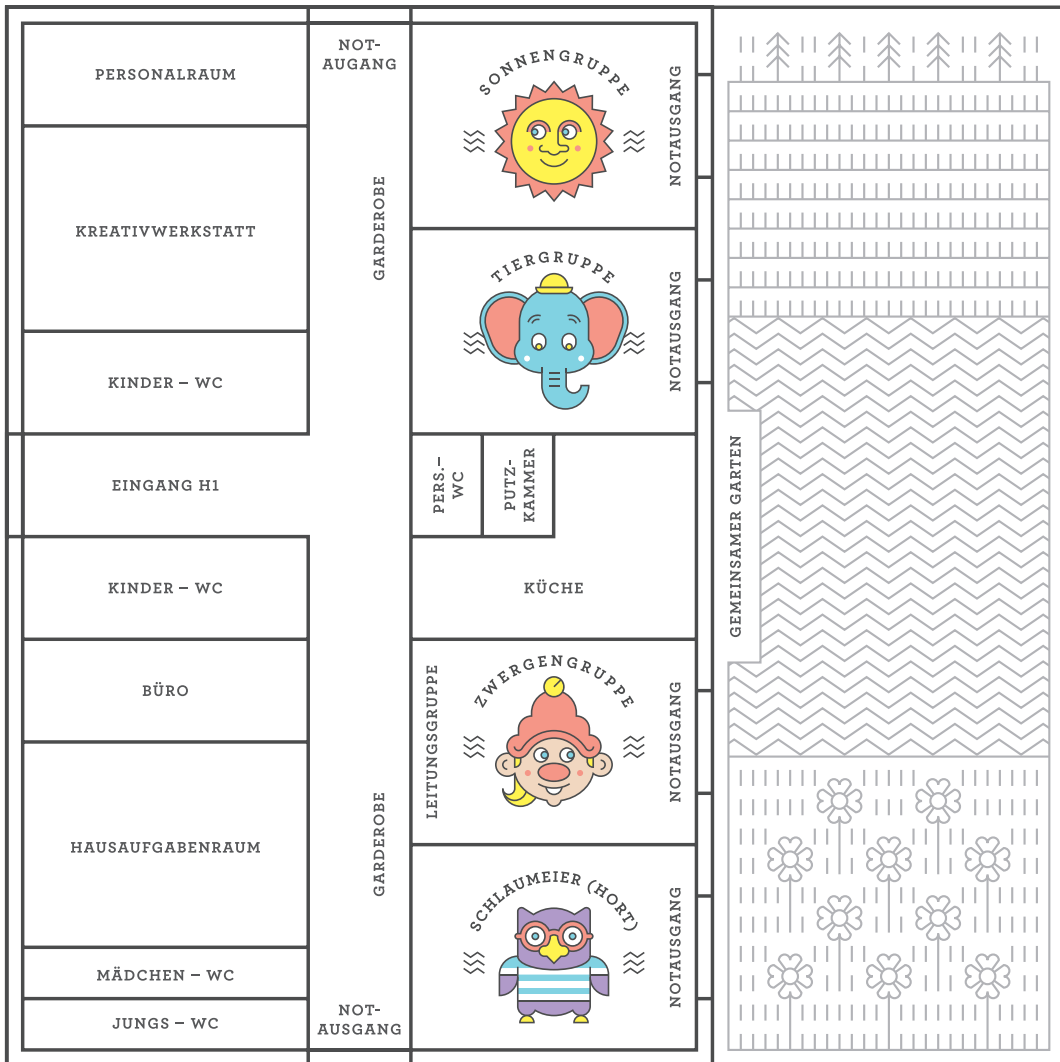 PERSONALRAUM
KREATIVWERKSTATT
KINDER – WC
EINGANG H1
KINDER – WC
BÜRO
HAUSAUFGABENRAUM
MÄDCHEN – WC
JUNGS – WC
NOT-
AUGANG
GARDEROBE
GARDEROBE
NOT-
AUSGANG
SONNENGRUPPE
NOTAUSGANG
TIERGRUPPE
NOTAUSGANG
PERS.–
WC
PUTZ-
KAMMER
KÜCHE
LEITUNGSGRUPPE
ZWERGENGRUPPE
NOTAUSGANG
SCHLAUMEIER (HORT)
NOTAUSGANG
GEMEINSAMER GARTEN